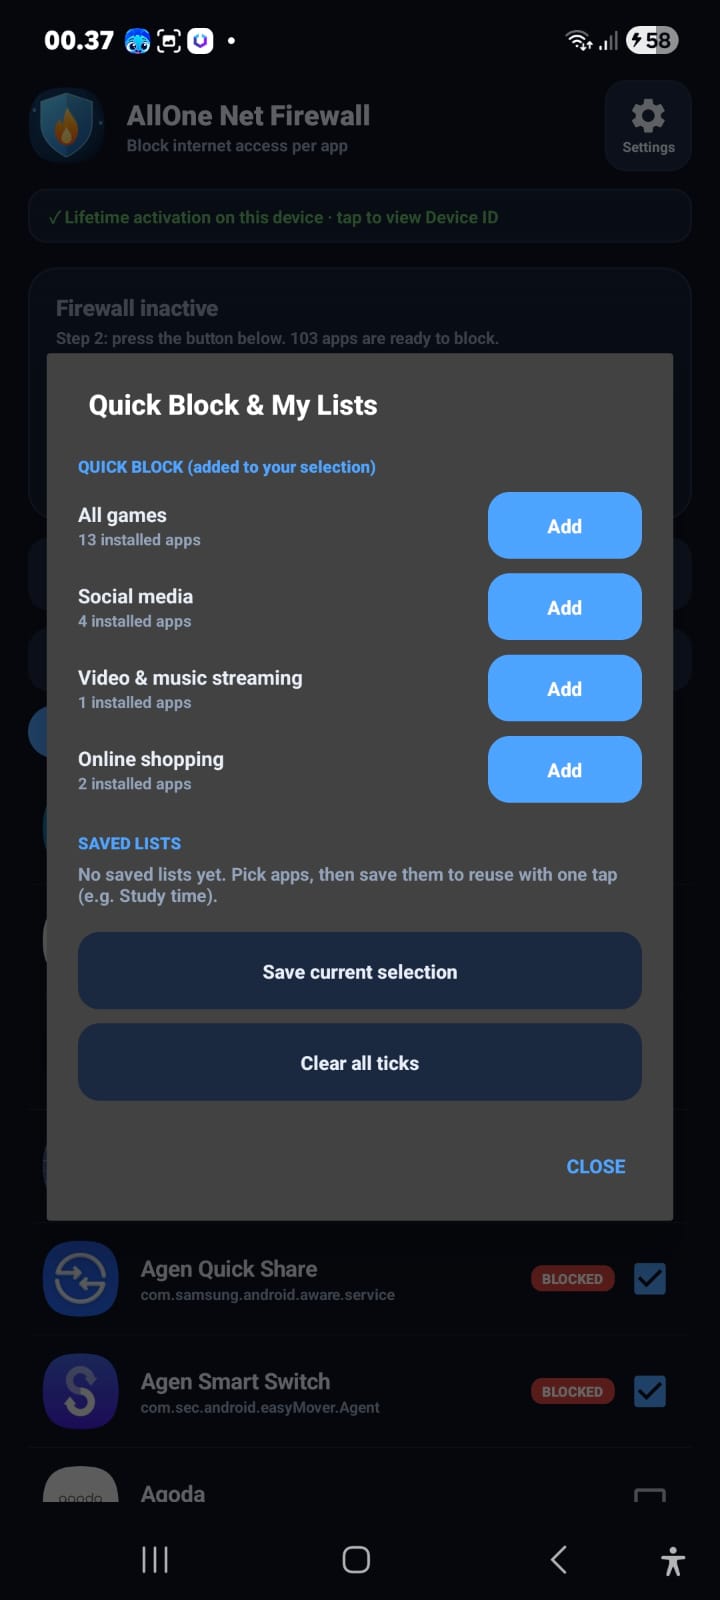 00.37
58
AllOne Net Firewall
Block internet access per app
Settings
✓ Lifetime activation on this device · tap to view Device ID
Firewall inactive
Step 2: press the button below. 103 apps are ready to block.
Quick Block & My Lists
QUICK BLOCK (added to your selection)
All games
13 installed apps
Add
Social media
4 installed apps
Add
Video & music streaming
1 installed apps
Add
Online shopping
2 installed apps
Add
SAVED LISTS
No saved lists yet. Pick apps, then save them to reuse with one tap
(e.g. Study time).
Save current selection
Clear all ticks
CLOSE
Agen Quick Share
com.samsung.android.aware.service
BLOCKED
Agen Smart Switch
com.sec.android.easyMover.Agent
BLOCKED
agoda
Agoda